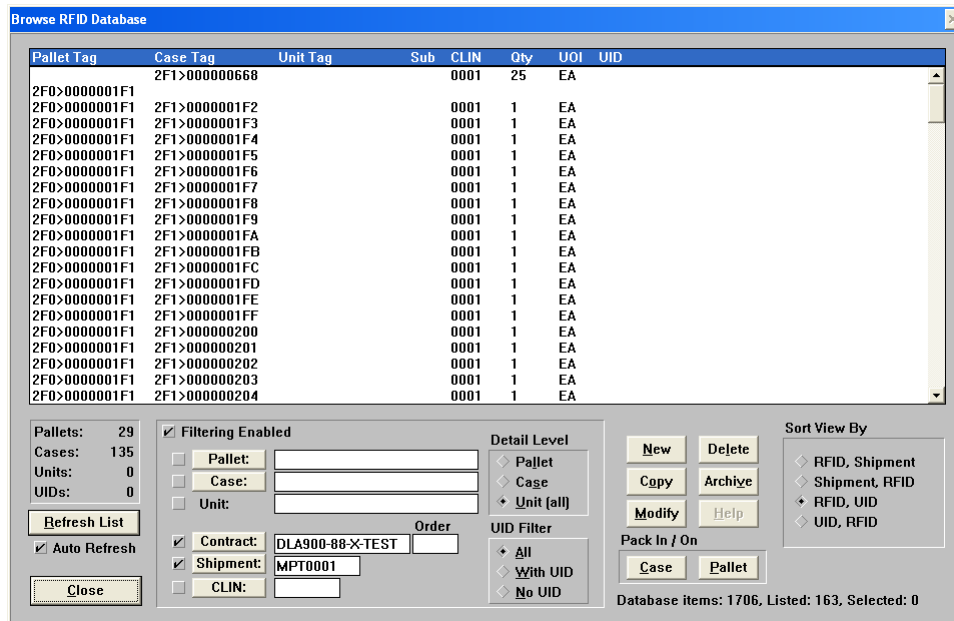 Browse RFID Database
Pallet Tag Case Tag Unit Tag Sub CLIN Qty UOI UID
2F1>000000668 0001 25 EA
2F0>0000001F1
2F0>0000001F1 2F1>0000001F2 0001 1 EA
2F0>0000001F1 2F1>0000001F3 0001 1 EA
2F0>0000001F1 2F1>0000001F4 0001 1 EA
2F0>0000001F1 2F1>0000001F5 0001 1 EA
2F0>0000001F1 2F1>0000001F6 0001 1 EA
2F0>0000001F1 2F1>0000001F7 0001 1 EA
2F0>0000001F1 2F1>0000001F8 0001 1 EA
2F0>0000001F1 2F1>0000001F9 0001 1 EA
2F0>0000001F1 2F1>0000001FA 0001 1 EA
2F0>0000001F1 2F1>0000001FB 0001 1 EA
2F0>0000001F1 2F1>0000001FC 0001 1 EA
2F0>0000001F1 2F1>0000001FD 0001 1 EA
2F0>0000001F1 2F1>0000001FE 0001 1 EA
2F0>0000001F1 2F1>0000001FF 0001 1 EA
2F0>0000001F1 2F1>000000200 0001 1 EA
2F0>0000001F1 2F1>000000201 0001 1 EA
2F0>0000001F1 2F1>000000202 0001 1 EA
2F0>0000001F1 2F1>000000203 0001 1 EA
2F0>0000001F1 2F1>000000204 0001 1 EA
Pallets: 29
Cases: 135
Units: 0
UIDs: 0
Refresh List
Auto Refresh
Close
Filtering Enabled
Pallet:
Case:
Unit:
Order
Contract: DLA900-88-X-TEST
Shipment: MPT0001
CLIN:
Detail Level
Pallet
Case
Unit (all)
UID Filter
All
With UID
No UID
New Delete
Copy Archive
Modify Help
Pack In / On
Case Pallet
Sort View By
RFID, Shipment
Shipment, RFID
RFID, UID
UID, RFID
Database items: 1706, Listed: 163, Selected: 0